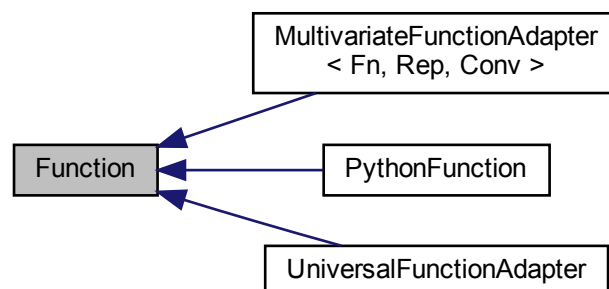 MultivariateFunctionAdapter
< Fn, Rep, Conv >
Function
PythonFunction
UniversalFunctionAdapter